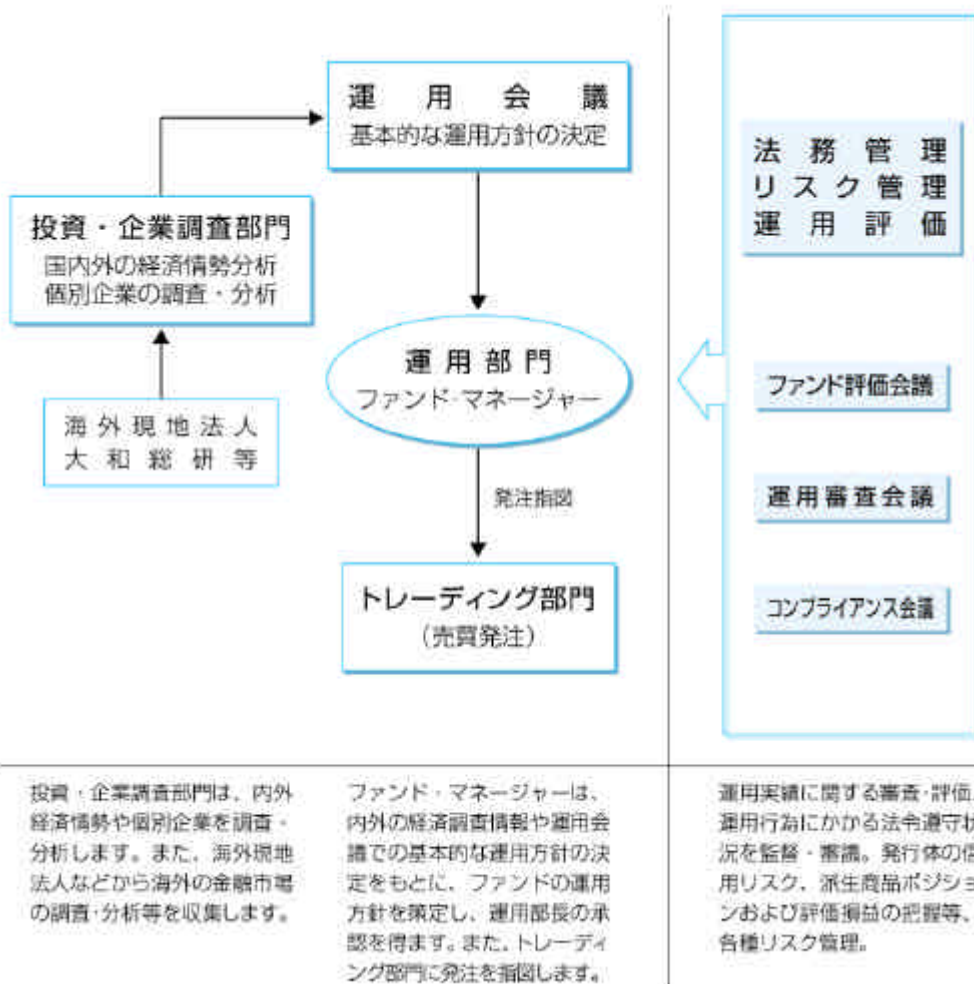 運用会議
基本的な運用方針の決定
投資・企業調査部門
国内外の経済情勢分析
個別企業の調査・分析
海外現地法人
大和総研等
運用部門
ファンド・マネージャー
発注指図
トレーディング部門
(売買発注)
法務管理
リスク管理
運用評価
ファンド評価会議
運用審査会議
コンプライアンス会議
投資・企業調査部門は、内外
経済情勢や個別企業を調査・
分析します。また、海外現地
法人などから海外の金融市場
の調査・分析等を収集します。
ファンド・マネージャーは、
内外の経済調査情報や運用会
議での基本的な運用方針の決
定をもとに、ファンドの運用
方針を策定し、運用部長の承
認を得ます。また、トレーディ
ング部門に発注を指図します。
運用実績に関する審査・評価。
運用行為にかかる法令遵守状
況を監督・審議。発行体の信
用リスク、派生商品ポジショ
ンおよび評価損益の把握等、
各種リスク管理。